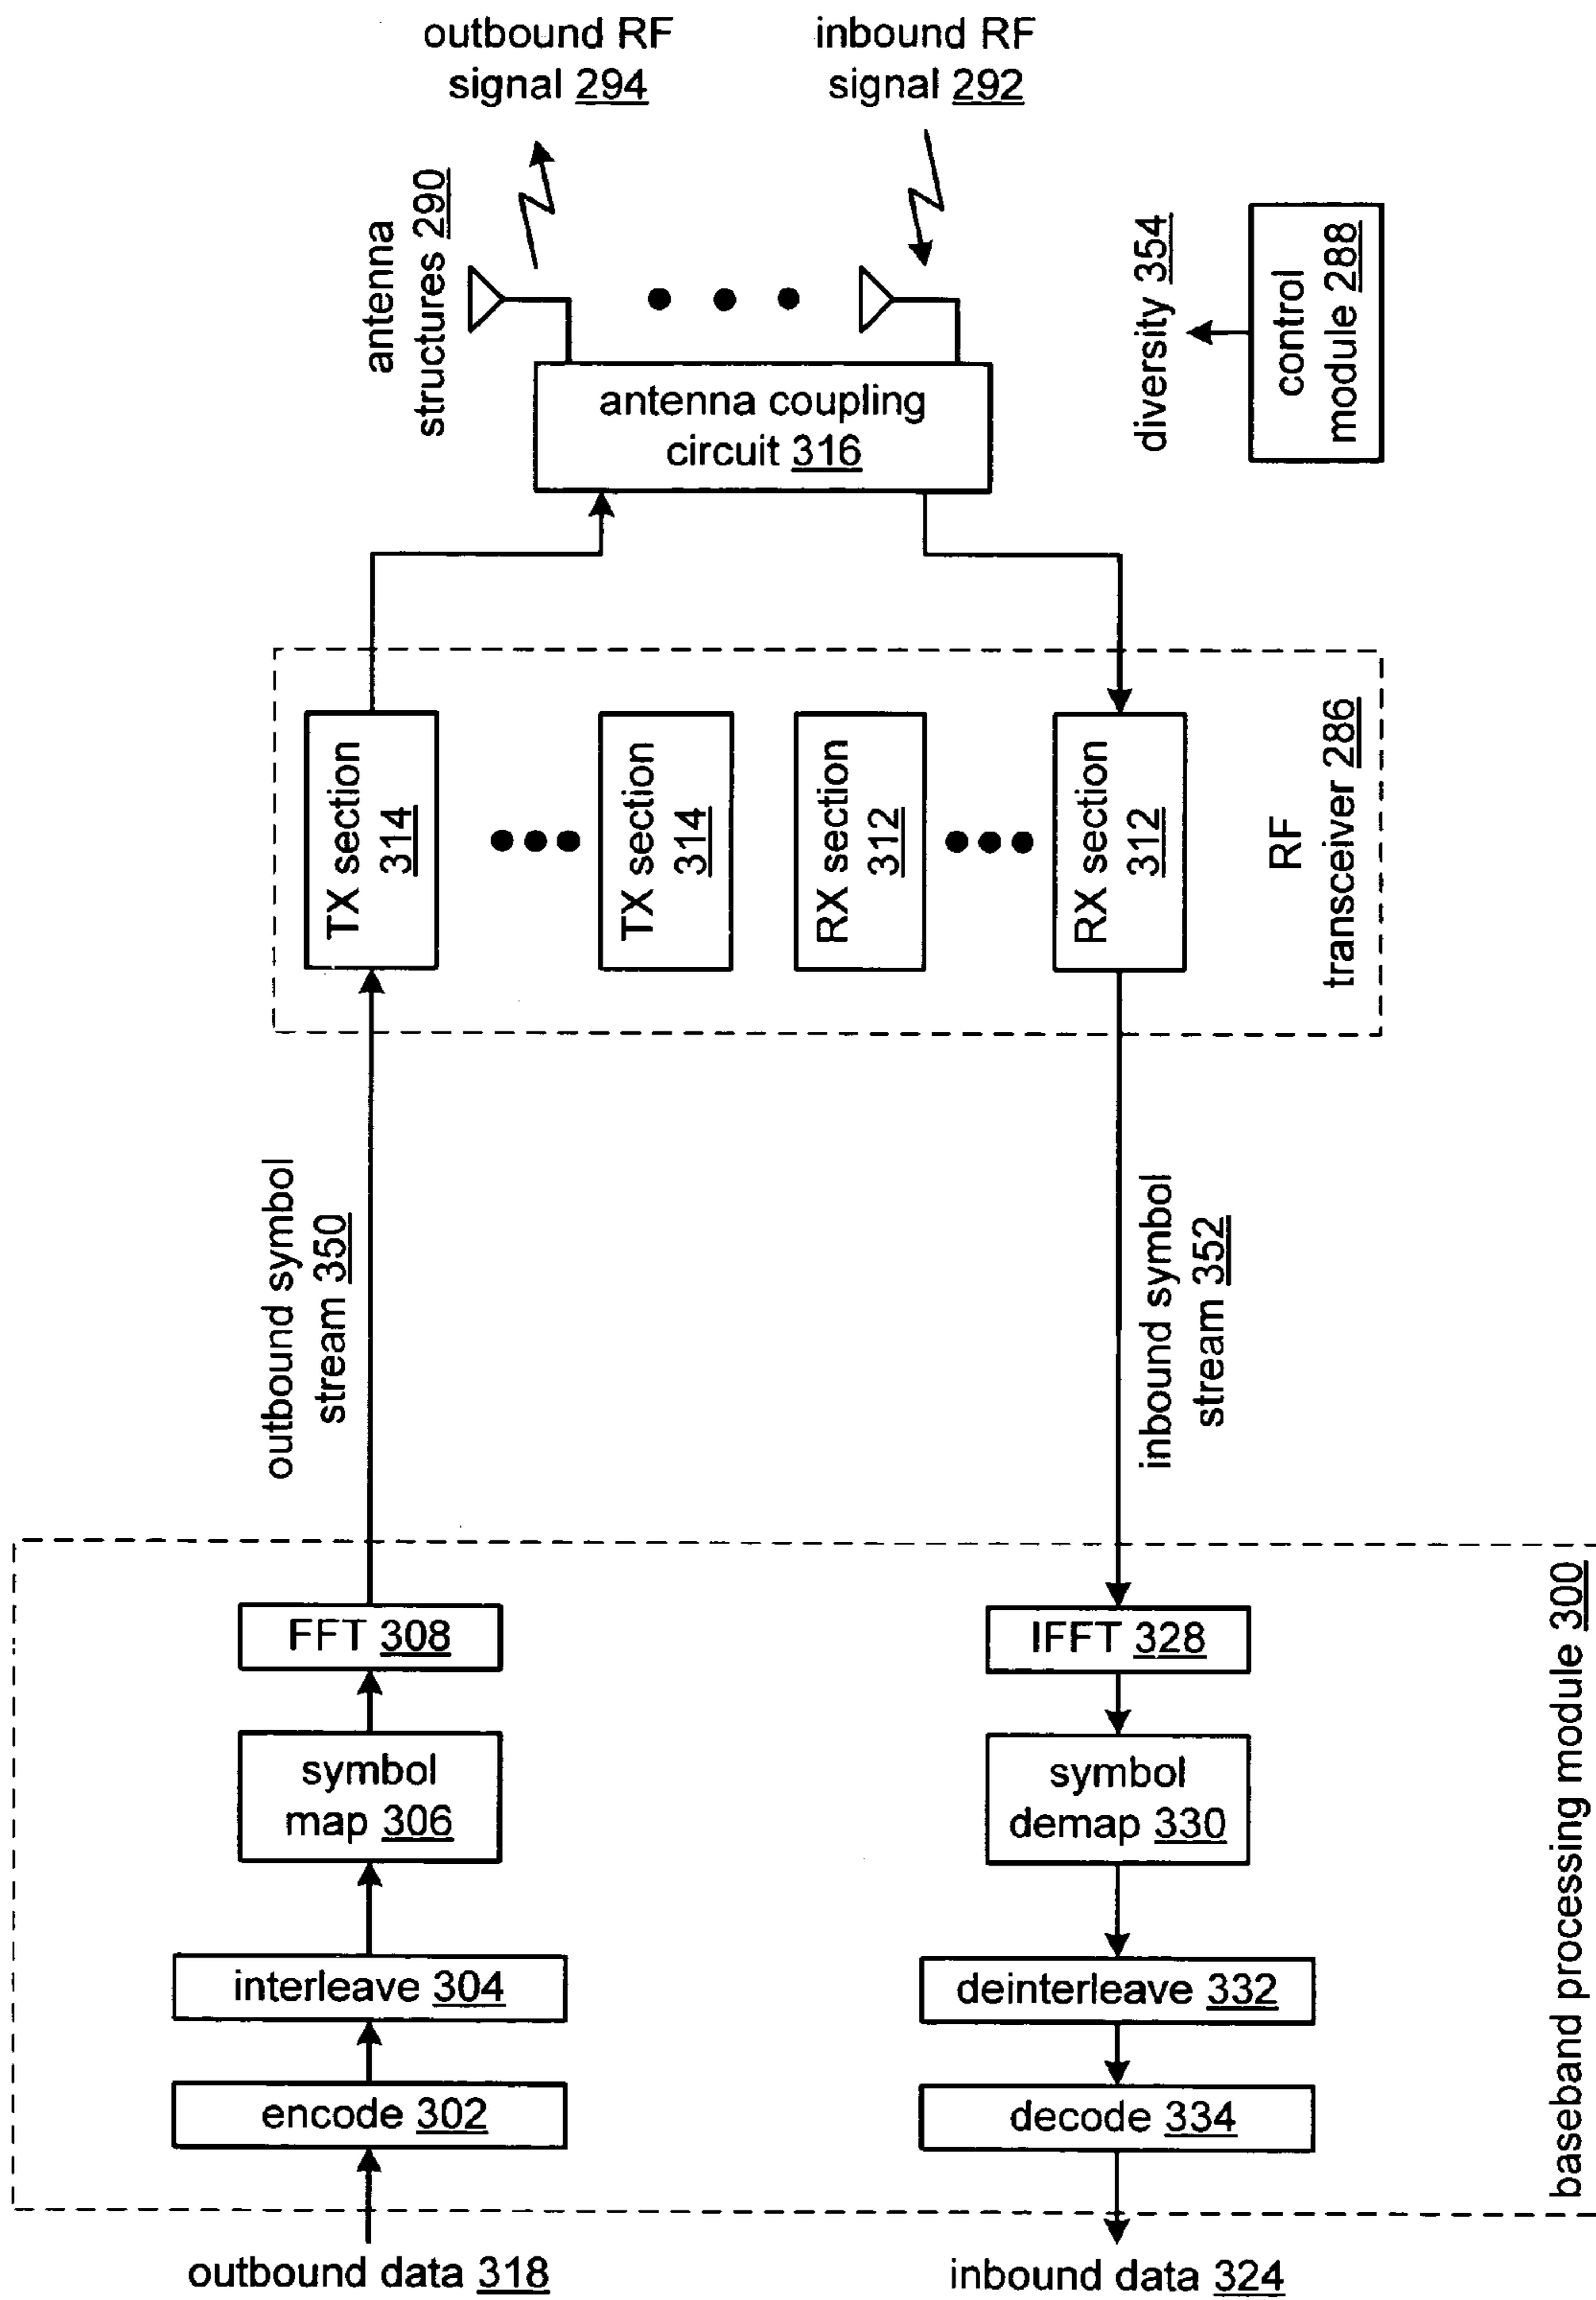 outbound RF
signal 294
inbound RF
signal 292
antenna
structures 290
antenna coupling
circuit 316
diversity 354
control
module 288
TX section
314
TX section
314
RX section
312
RX section
312
RF
transceiver 286
outbound symbol
stream 350
inbound symbol
stream 352
FFT 308
IFFT 328
symbol
map 306
symbol
demap 330
interleave 304
deinterleave 332
encode 302
decode 334
baseband processing module 300
outbound data 318
inbound data 324